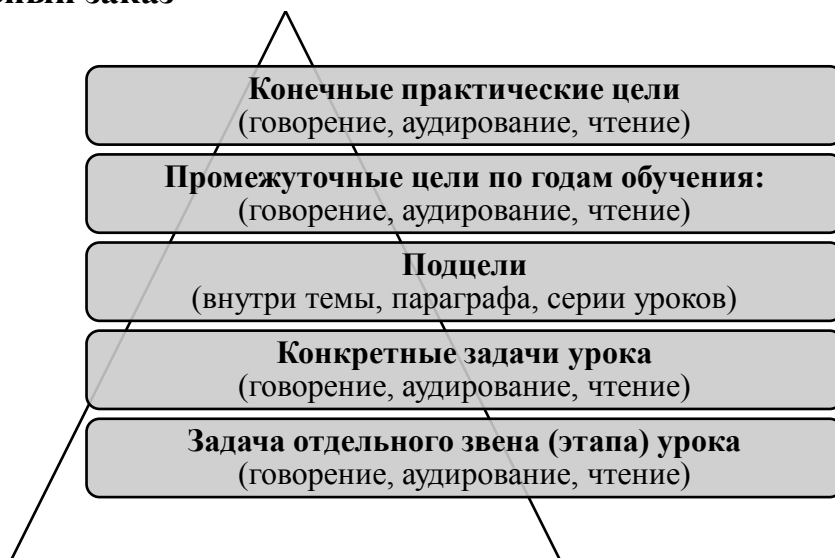 заказ
Конечные практические цели
(говорение, аудирование, чтение)
Промежуточные цели по годам обучения:
(говорение, аудирование, чтение)
Подцели
(внутри темы, параграфа, серии уроков)
Конкретные задачи урока
(говорение, аудирование, чтение)
Задача отдельного звена (этапа) урока
(говорение, аудирование, чтение)